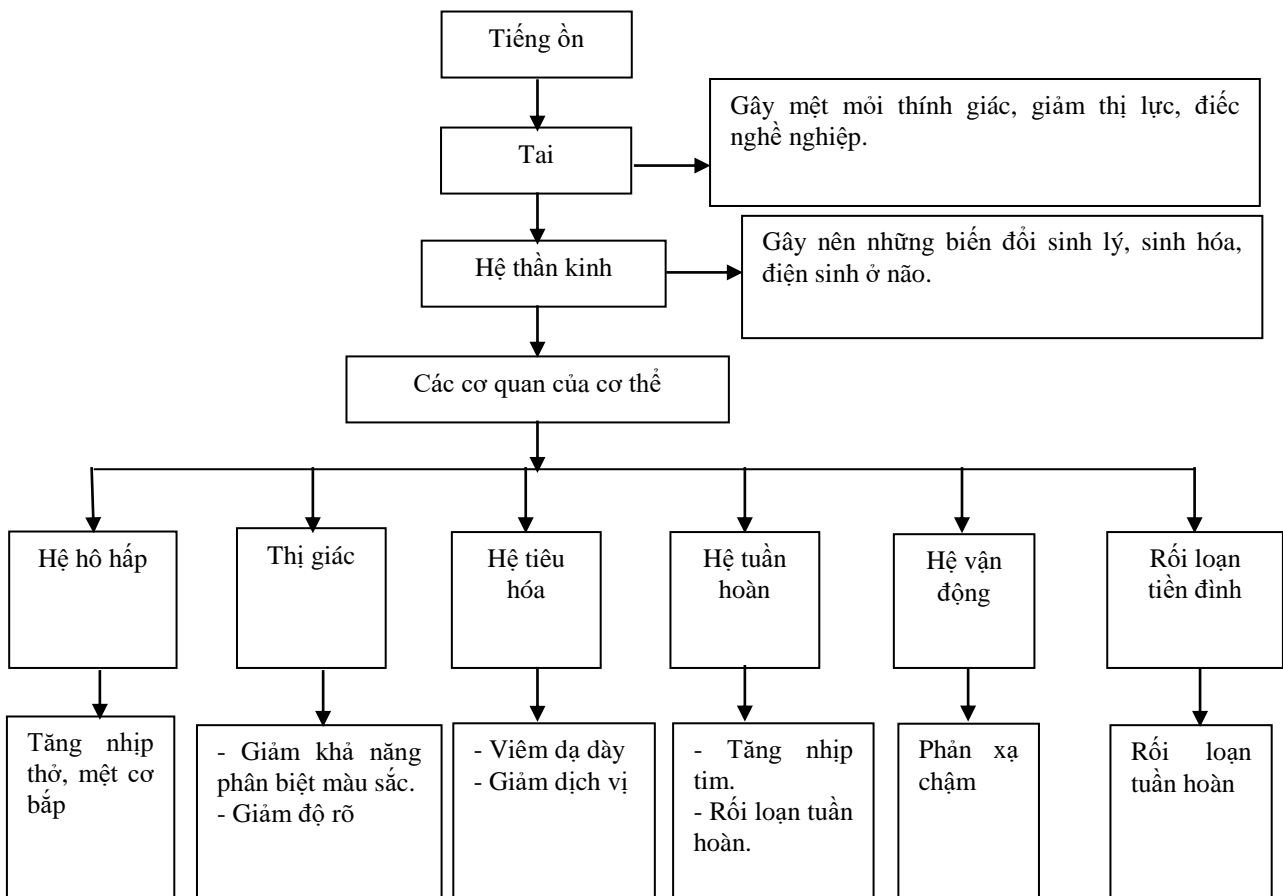 Tiếng ồn
Gây mệt mỏi thính giác, giảm thị lực, điếc
nghề nghiệp.
Tai
Gây nên những biến đổi sinh lý, sinh hóa,
điện sinh ở não.
Hệ thần kinh
Các cơ quan của cơ thể
Hệ hô hấp
Thị giác
Hệ tiêu
hóa
Hệ tuần
hoàn
Hệ vận
động
Rối loạn
tiền đình
Tăng nhịp
thở, mệt cơ
bắp
- Giảm khả năng
phân biệt màu sắc.
- Giảm độ rõ
- Viêm dạ dày
- Giảm dịch vị
- Tăng nhịp
tim.
- Rối loạn tuần
hoàn.
Phản xạ
chậm
Rối loạn
tuần hoàn